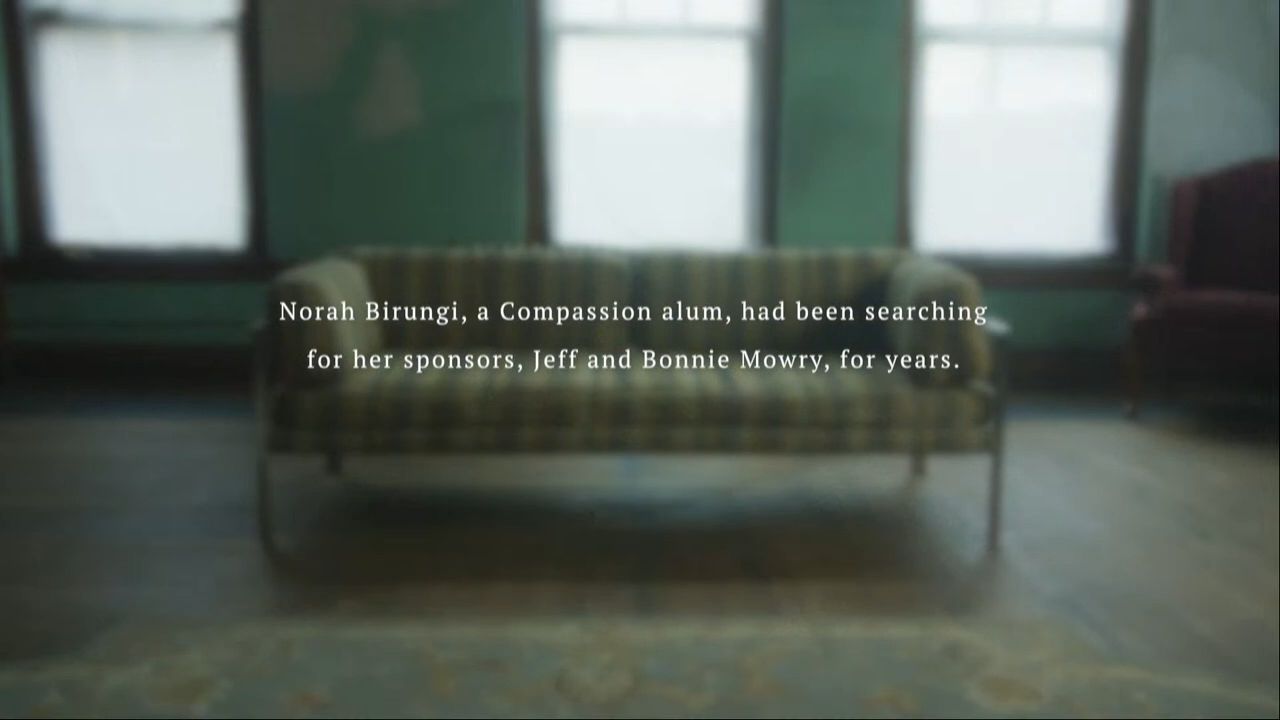 Norah Birungi, a Compassion alum, had been searching
for her sponsors, Jeff and Bonnie Mowry, for years.